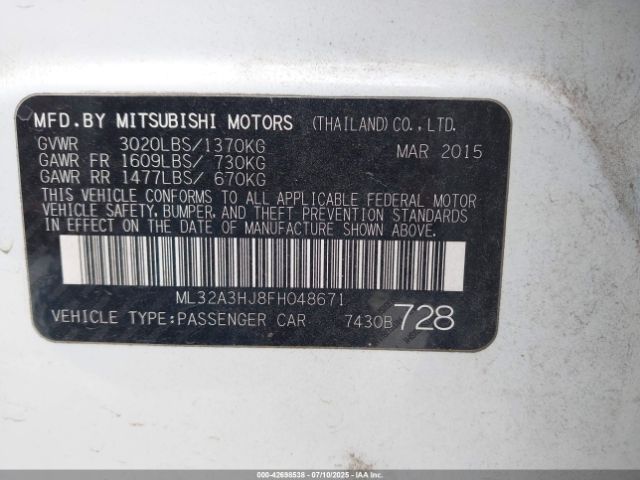 MFD.BY MITSUBISHI MOTORS (THAILAND)CO.,LTD.
GVWR 3020LBS/1370KG MAR 2015
GAWR FR 1609LBS/ 730KG
GAWR RR 1477LBS/ 670KG
THIS VEHICLE CONFORMS TO ALL APPLICABLE FEDERAL MOTOR
VEHICLE SAFETY, BUMPER, AND THEFT PREVENTION STANDARDS
IN EFFECT ON THE DATE OF MANUFACTURE SHOWN ABOVE.
ML32A3HJ8FH048671
VEHICLE TYPE:PASSENGER CAR 7430B 728
000-42698538 - 07/10/2025 - IAAI.COM